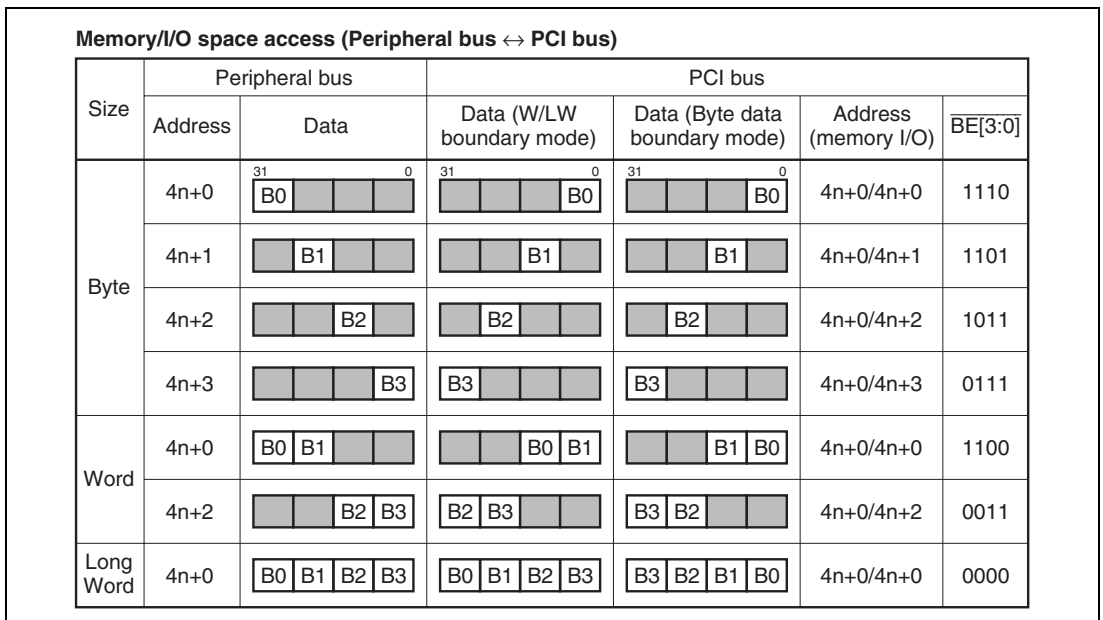 Memory/I/O space access (Peripheral bus ↔ PCI bus)
Size Peripheral bus PCI bus
Address Data Data (W/LW boundary mode) Data (Byte data boundary mode) Address (memory I/O) BE[3:0]
Byte 4n+0 31 0 B0 31 0 B0 31 0 B0 4n+0/4n+0 1110
4n+1 B1 B1 B1 4n+0/4n+1 1101
4n+2 B2 B2 B2 4n+0/4n+2 1011
4n+3 B3 B3 B3 4n+0/4n+3 0111
Word 4n+0 B0 B1 B0 B1 B1 B0 4n+0/4n+0 1100
4n+2 B2 B3 B2 B3 B3 B2 4n+0/4n+2 0011
Long Word 4n+0 B0 B1 B2 B3 B0 B1 B2 B3 B3 B2 B1 B0 4n+0/4n+0 0000